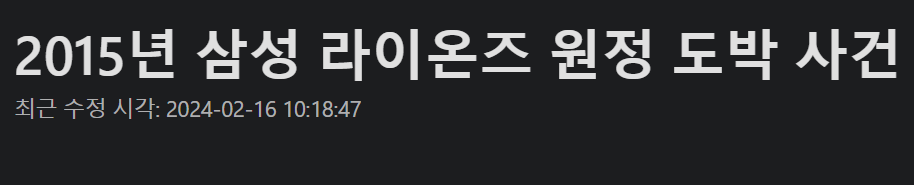 2015년 삼성 라이온즈 원정 도박 사건
최근 수정 시각: 2024-02-16 10:18:47